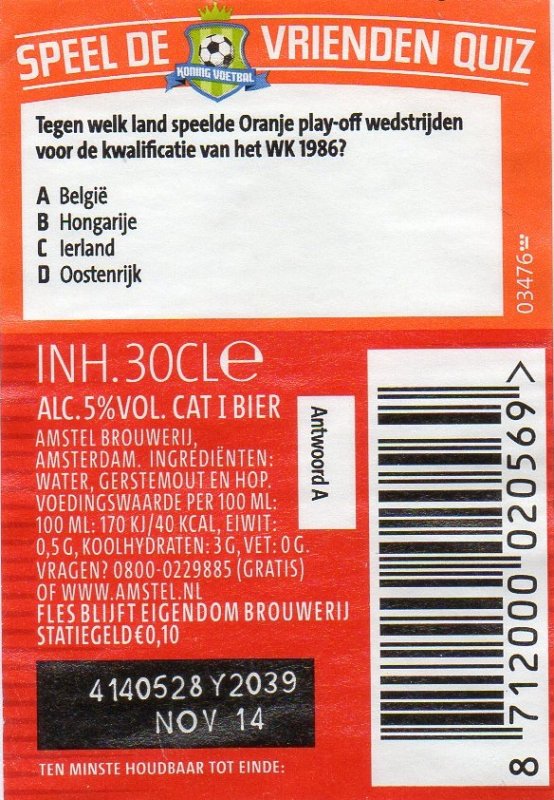 SPEEL DE VRIENDEN QUIZ
KONING VOETBAL
Tegen welk land speelde Oranje play-off wedstrijden
voor de kwalificatie van het WK 1986?
A België
B Hongarije
C Ierland
D Oostenrijk
03476
INH.30CL℮
ALC.5%VOL. CAT I BIER
AMSTEL BROUWERIJ,
AMSTERDAM. INGREDIËNTEN:
WATER, GERSTEMOUT EN HOP.
VOEDINGSWAARDE PER 100 ML:
100 ML: 170 KJ/40 KCAL, EIWIT:
0,5 G, KOOLHYDRATEN: 3 G, VET: 0 G.
VRAGEN? 0800-0229885 (GRATIS)
OF WWW.AMSTEL.NL
FLES BLIJFT EIGENDOM BROUWERIJ
STATIEGELD €0,10
Antwoord A
4140528Y2039
NOV 14
TEN MINSTE HOUDBAAR TOT EINDE:
8 712000 020569 >